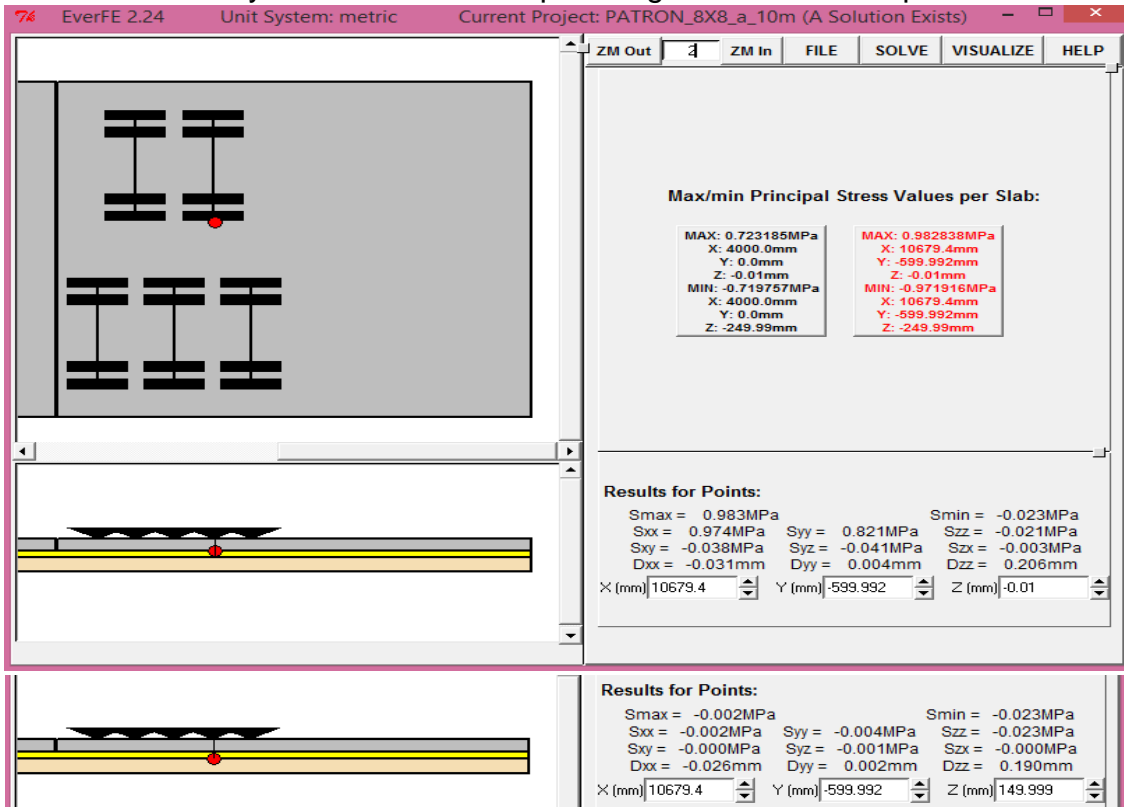 EverFE 2.24 Unit System: metric Current Project: PATRON_8X8_a_10m (A Solution Exists)
ZM Out 2 ZM In FILE SOLVE VISUALIZE HELP
Max/min Principal Stress Values per Slab:
MAX: 0.723185MPa
X: 4000.0mm
Y: 0.0mm
Z: -0.01mm
MIN: -0.719757MPa
X: 4000.0mm
Y: 0.0mm
Z: -249.99mm
MAX: 0.982838MPa
X: 10679.4mm
Y: -599.992mm
Z: -0.01mm
MIN: -0.971916MPa
X: 10679.4mm
Y: -599.992mm
Z: -249.99mm
Results for Points:
Smax = 0.983MPa Smin = -0.023MPa
Sxx = 0.974MPa Syy = 0.821MPa Szz = -0.021MPa
Sxy = -0.038MPa Syz = -0.041MPa Szx = -0.003MPa
Dxx = -0.031mm Dyy = 0.004mm Dzz = 0.206mm
X (mm) 10679.4 Y (mm) -599.992 Z (mm) -0.01
Results for Points:
Smax = -0.002MPa Smin = -0.023MPa
Sxx = -0.002MPa Syy = -0.004MPa Szz = -0.023MPa
Sxy = -0.000MPa Syz = -0.001MPa Szx = -0.000MPa
Dxx = -0.026mm Dyy = 0.002mm Dzz = 0.190mm
X (mm) 10679.4 Y (mm) -599.992 Z (mm) 149.999